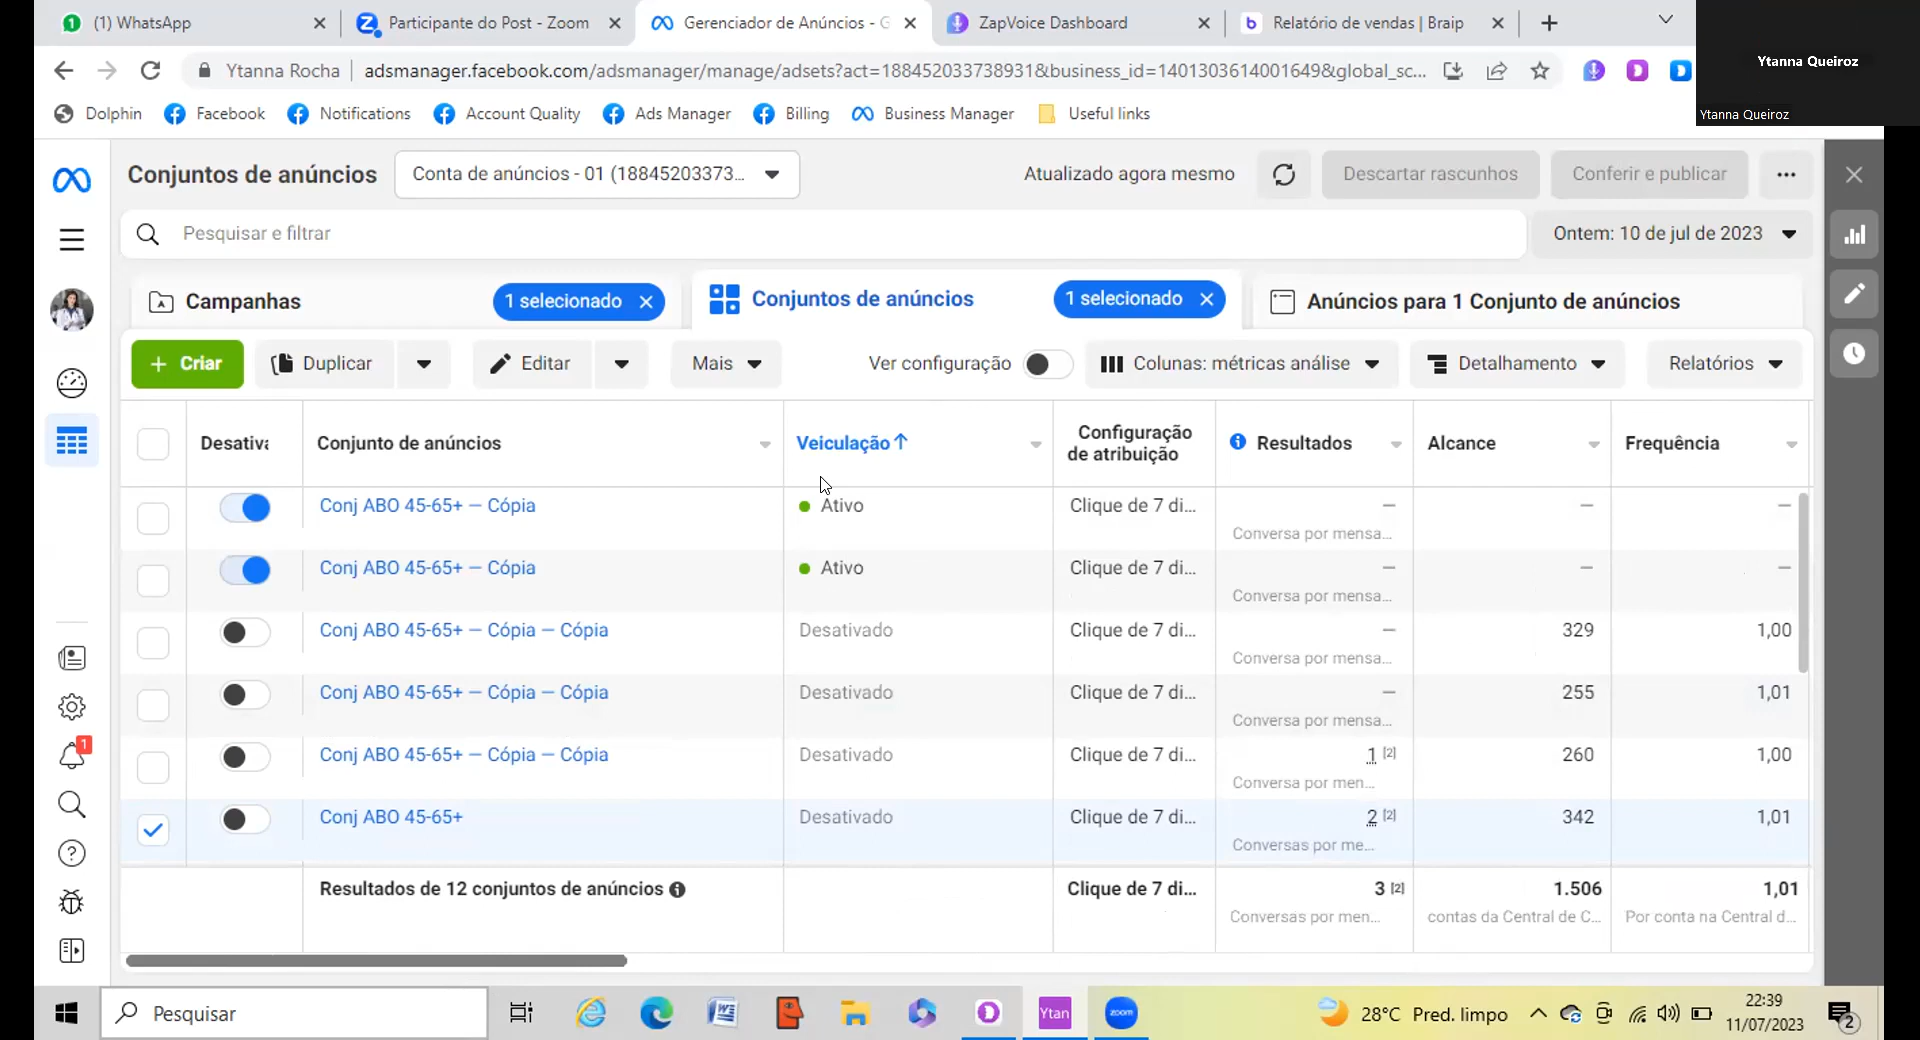 (1) WhatsApp
Participante do Post - Zoom
Gerenciador de Anúncios - G
ZapVoice Dashboard
Relatório de vendas | Braip
Ytanna Rocha
adsmanager.facebook.com/adsmanager/manage/adsets?act=188452033738931&business_id=1401303614001649&global_sc...
Ytanna Queiroz
Ytanna Queiroz
Dolphin
Facebook
Notifications
Account Quality
Ads Manager
Billing
Business Manager
Useful links
Conjuntos de anúncios
Conta de anúncios - 01 (18845203373...
Atualizado agora mesmo
Descartar rascunhos
Conferir e publicar
Pesquisar e filtrar
Ontem: 10 de jul de 2023
Campanhas
1 selecionado
Conjuntos de anúncios
1 selecionado
Anúncios para 1 Conjunto de anúncios
+ Criar
Duplicar
Editar
Mais
Ver configuração
Colunas: métricas análise
Detalhamento
Relatórios
Desativa
Conjunto de anúncios
Veiculação↑
Configuração
de atribuição
Resultados
Alcance
Frequência
Conj ABO 45-65+ – Cópia
Ativo
Clique de 7 di...
—
—
—
Conversa por mensa...
Conj ABO 45-65+ – Cópia
Ativo
Clique de 7 di...
—
—
—
Conversa por mensa...
Conj ABO 45-65+ – Cópia – Cópia
Desativado
Clique de 7 di...
—
329
1,00
Conversa por mensa...
Conj ABO 45-65+ – Cópia – Cópia
Desativado
Clique de 7 di...
—
255
1,01
Conversa por mensa...
Conj ABO 45-65+ – Cópia – Cópia
Desativado
Clique de 7 di...
1 [2]
260
1,00
Conversa por men...
Conj ABO 45-65+
Desativado
Clique de 7 di...
2 [2]
342
1,01
Conversas por me...
Resultados de 12 conjuntos de anúncios
Clique de 7 di...
3 [2]
1.506
1,01
Conversas por men...
contas da Central de C...
Por conta na Central d...
1
Pesquisar
Ytan
zoom
28°C Pred. limpo
22:39
11/07/2023
2